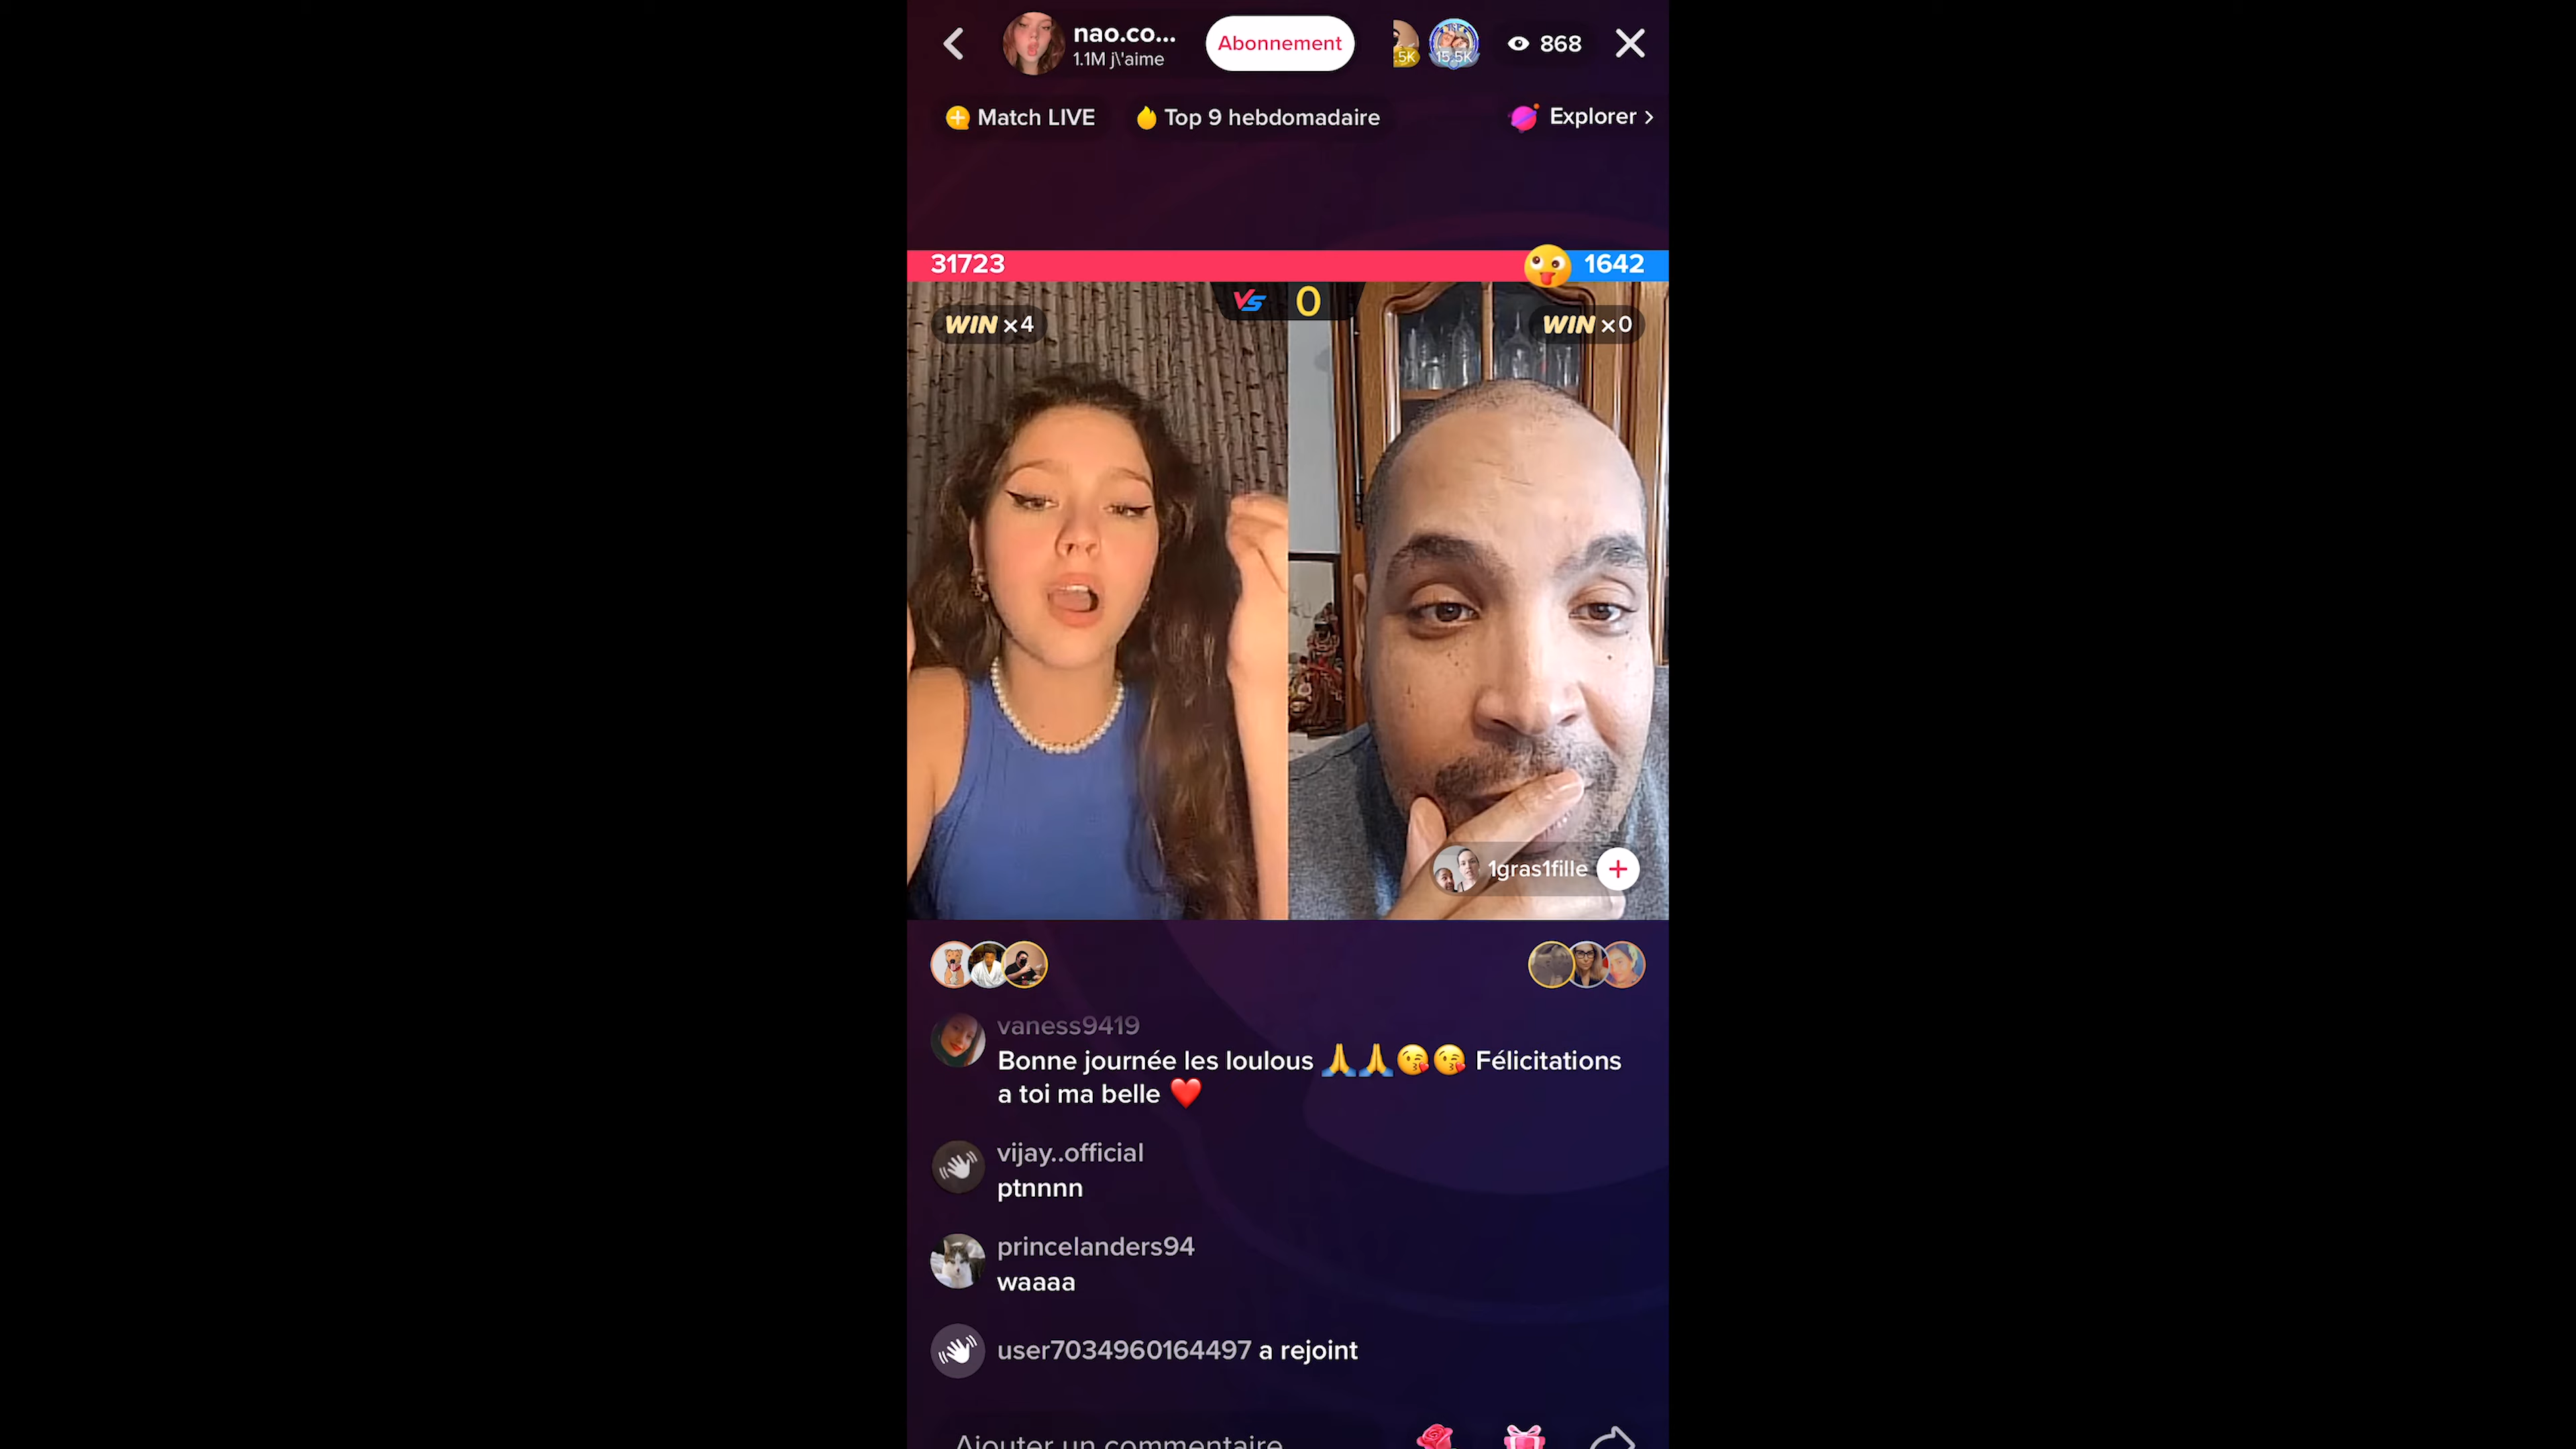 nao.co...
1.1M j\'aime
Abonnement
.5K
15.5K
868
Match LIVE
Top 9 hebdomadaire
Explorer >
31723
1642
VS 0
WIN x4
WIN x0
1gras1fille
vaness9419
Bonne journée les loulous 🙏🙏😘😘 Félicitations
a toi ma belle ❤️
vijay..official
ptnnnn
princelanders94
waaaa
user7034960164497 a rejoint
Ajouter un commentaire